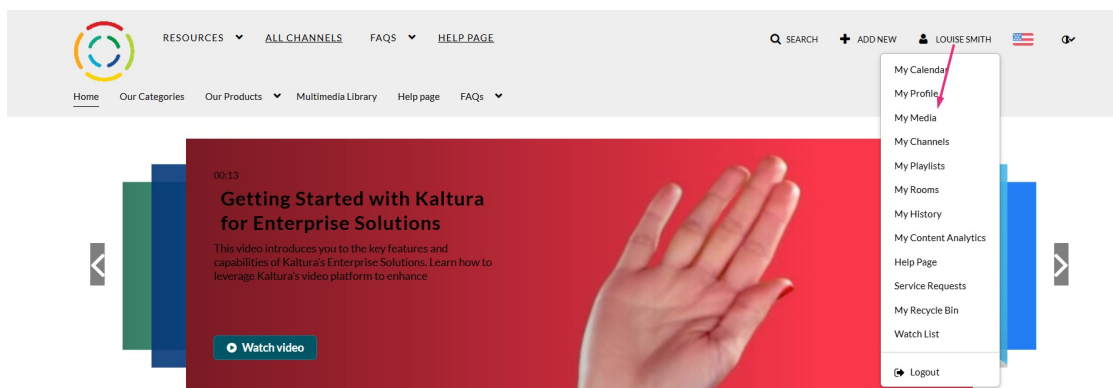 RESOURCES ALL CHANNELS FAQS HELP PAGE
SEARCH ADD NEW LOUISE SMITH
Home Our Categories Our Products Multimedia Library Help page FAQs
My Calendar
My Profile
My Media
My Channels
My Playlists
My Rooms
My History
My Content Analytics
Help Page
Service Requests
My Recycle Bin
Watch List
Logout
00:13
Getting Started with Kaltura
for Enterprise Solutions
This video introduces you to the key features and
capabilities of Kaltura's Enterprise Solutions. Learn how to
leverage Kaltura's video platform to enhance
Watch video